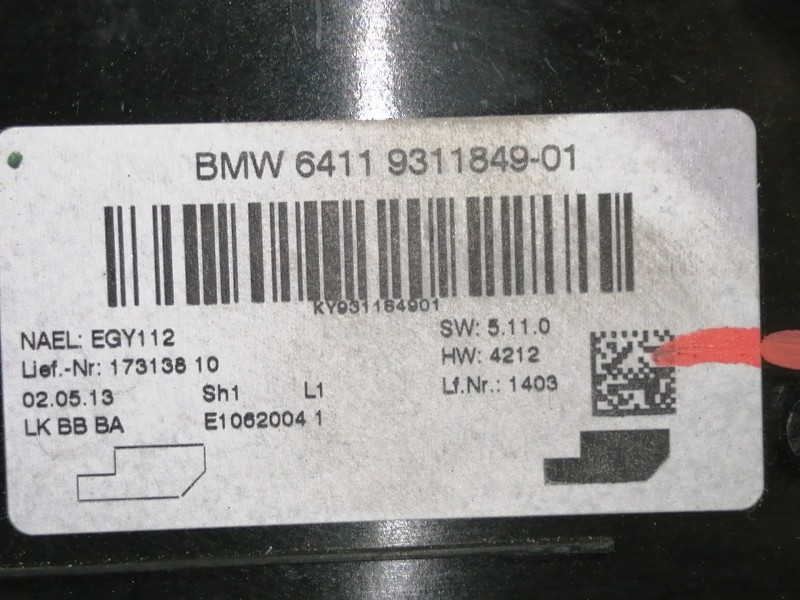 BMW 6411 9311849-01
KY931184901
NAEL: EGY112
Lief.-Nr: 173138 10
02.05.13 Sh1 L1
LK BB BA E1062004 1
SW: 5.11.0
HW: 4212
Lf.Nr.: 1403